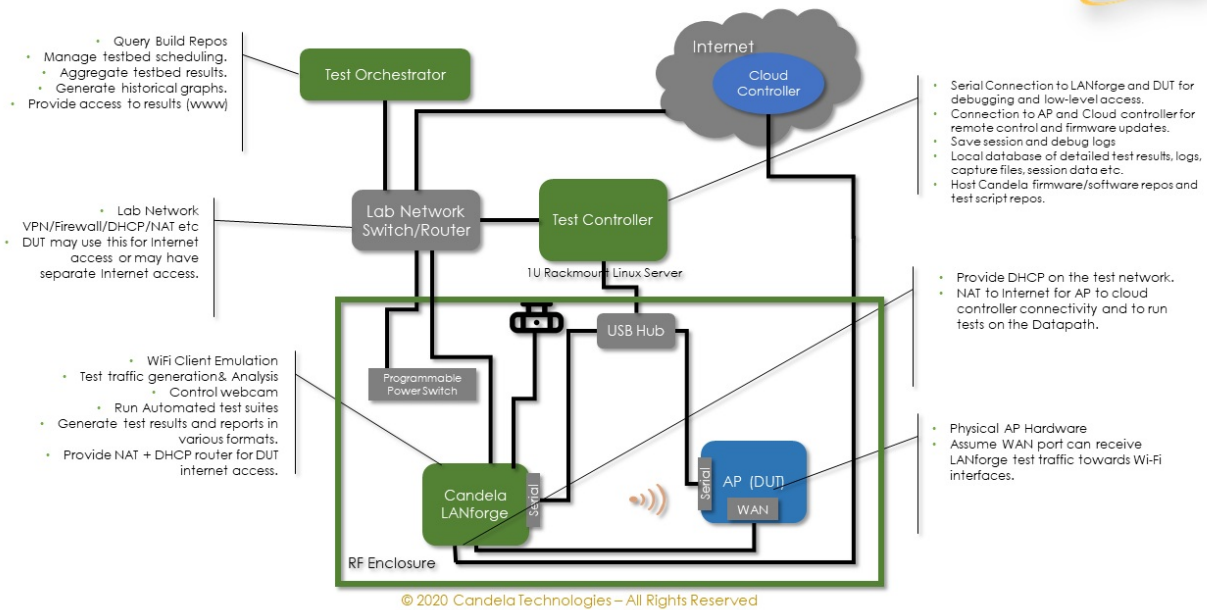 Query Build Repos
Manage testbed scheduling.
Aggregate testbed results.
Generate historical graphs.
Provide access to results (www)
Test Orchestrator
Internet
Cloud
Controller
Serial Connection to LANforge and DUT for
debugging and low-level access.
Connection to AP and Cloud controller for
remote control and firmware updates.
Save session and debug logs
Local database of detailed test results, logs,
capture files, session data etc.
Host Candela firmware/software repos and
test script repos.
Lab Network
VPN/Firewall/DHCP/NAT etc
DUT may use this for Internet
access or may have
separate Internet access.
Lab Network
Switch/Router
Test Controller
1U Rackmount Linux Server
Provide DHCP on the test network.
NAT to Internet for AP to cloud
controller connectivity and to run
tests on the Datapath.
USB Hub
WiFi Client Emulation
Test traffic generation& Analysis
Control webcam
Run Automated test suites
Generate test results and reports in
various formats.
Provide NAT + DHCP router for DUT
internet access.
Programmable
Power Switch
Physical AP Hardware
Assume WAN port can receive
LANforge test traffic towards Wi-Fi
interfaces.
Candela
LANforge
Serial
Serial
AP (DUT)
WAN
RF Enclosure
© 2020 Candela Technologies – All Rights Reserved